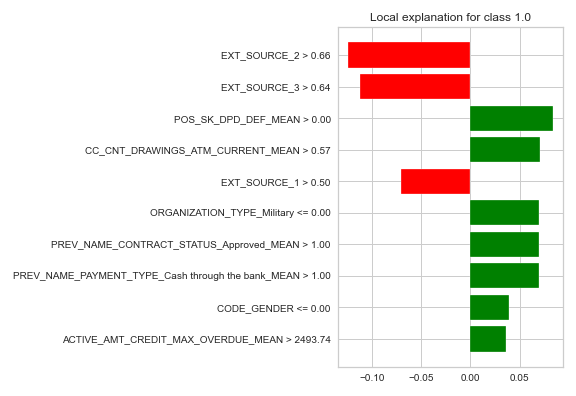 Local explanation for class 1.0
EXT_SOURCE_2 > 0.66
EXT_SOURCE_3 > 0.64
POS_SK_DPD_DEF_MEAN > 0.00
CC_CNT_DRAWINGS_ATM_CURRENT_MEAN > 0.57
EXT_SOURCE_1 > 0.50
ORGANIZATION_TYPE_Military <= 0.00
PREV_NAME_CONTRACT_STATUS_Approved_MEAN > 1.00
PREV_NAME_PAYMENT_TYPE_Cash through the bank_MEAN > 1.00
CODE_GENDER <= 0.00
ACTIVE_AMT_CREDIT_MAX_OVERDUE_MEAN > 2493.74
−0.10 −0.05 0.00 0.05